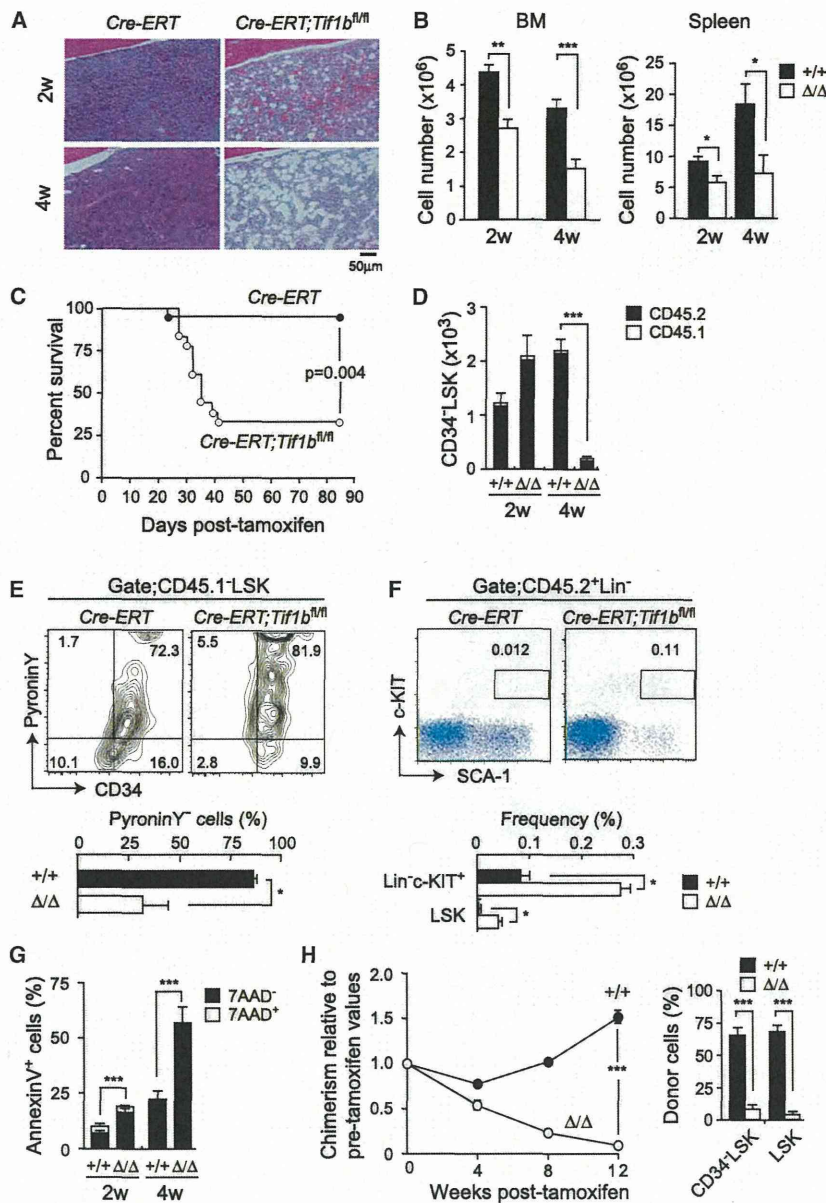 A
Cre-ERT
Cre-ERT;Tif1b^fl/fl
2w
4w
50µm
B
BM
Spleen
Cell number (x10^6)
5
4
3
2
1
0
**
***
2w
4w
Cell number (x10^6)
25
20
15
10
5
0
*
*
2w
4w
+/+
Δ/Δ
C
Percent survival
100
75
50
25
0
Cre-ERT
p=0.004
Cre-ERT;Tif1b^fl/fl
0 10 20 30 40 50 60 70 80 90
Days post-tamoxifen
D
CD34^-LSK (x10^3)
3
2
1
0
***
CD45.2
CD45.1
+/+ Δ/Δ +/+ Δ/Δ
2w 4w
E
Gate;CD45.1^-LSK
Cre-ERT
Cre-ERT;Tif1b^fl/fl
1.7
72.3
5.5
81.9
10.1
16.0
2.8
9.9
PyroninY
CD34
PyroninY^- cells (%)
0 50 100
+/+
Δ/Δ
*
F
Gate;CD45.2^+Lin^-
Cre-ERT
Cre-ERT;Tif1b^fl/fl
0.012
0.11
c-KIT
SCA-1
Frequency (%)
0 0.1 0.2 0.3
Lin^-c-KIT^+
*
LSK
*
+/+
Δ/Δ
G
AnnexinV^+ cells (%)
75
50
25
0
7AAD^-
7AAD^+
***
***
+/+ Δ/Δ +/+ Δ/Δ
2w 4w
H
Chimerism relative to
pre-tamoxifen values
2.0
1.5
1.0
0.5
0
+/+
***
Δ/Δ
0 4 8 12
Weeks post-tamoxifen
+/+
Δ/Δ
Donor cells (%)
100
75
50
25
0
***
***
CD34^-LSK
LSK